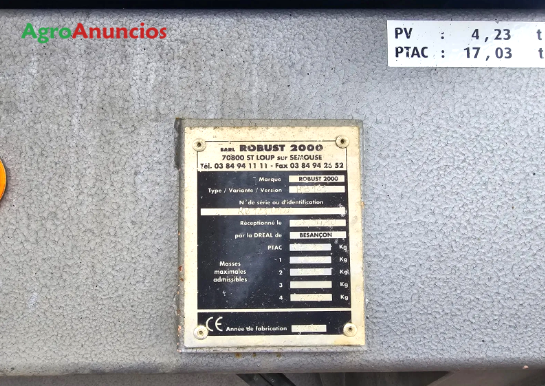 AgroAnuncios
PV : 4,23 t
PTAC : 17,03 t
SARL ROBUST 2000
70800 ST LOUP sur SEMOUSE
Tél. 03 84 94 11 11 - Fax 03 84 94 26 52
Marque ROBUST 2000
Type / Variante / Version
N° de série ou d'identification
Réceptionné le
par la DREAL de BESANÇON
PTAC Kg
Masses maximales admissibles
1 Kg
2 Kg
3 Kg
4 Kg
CE Année de fabrication